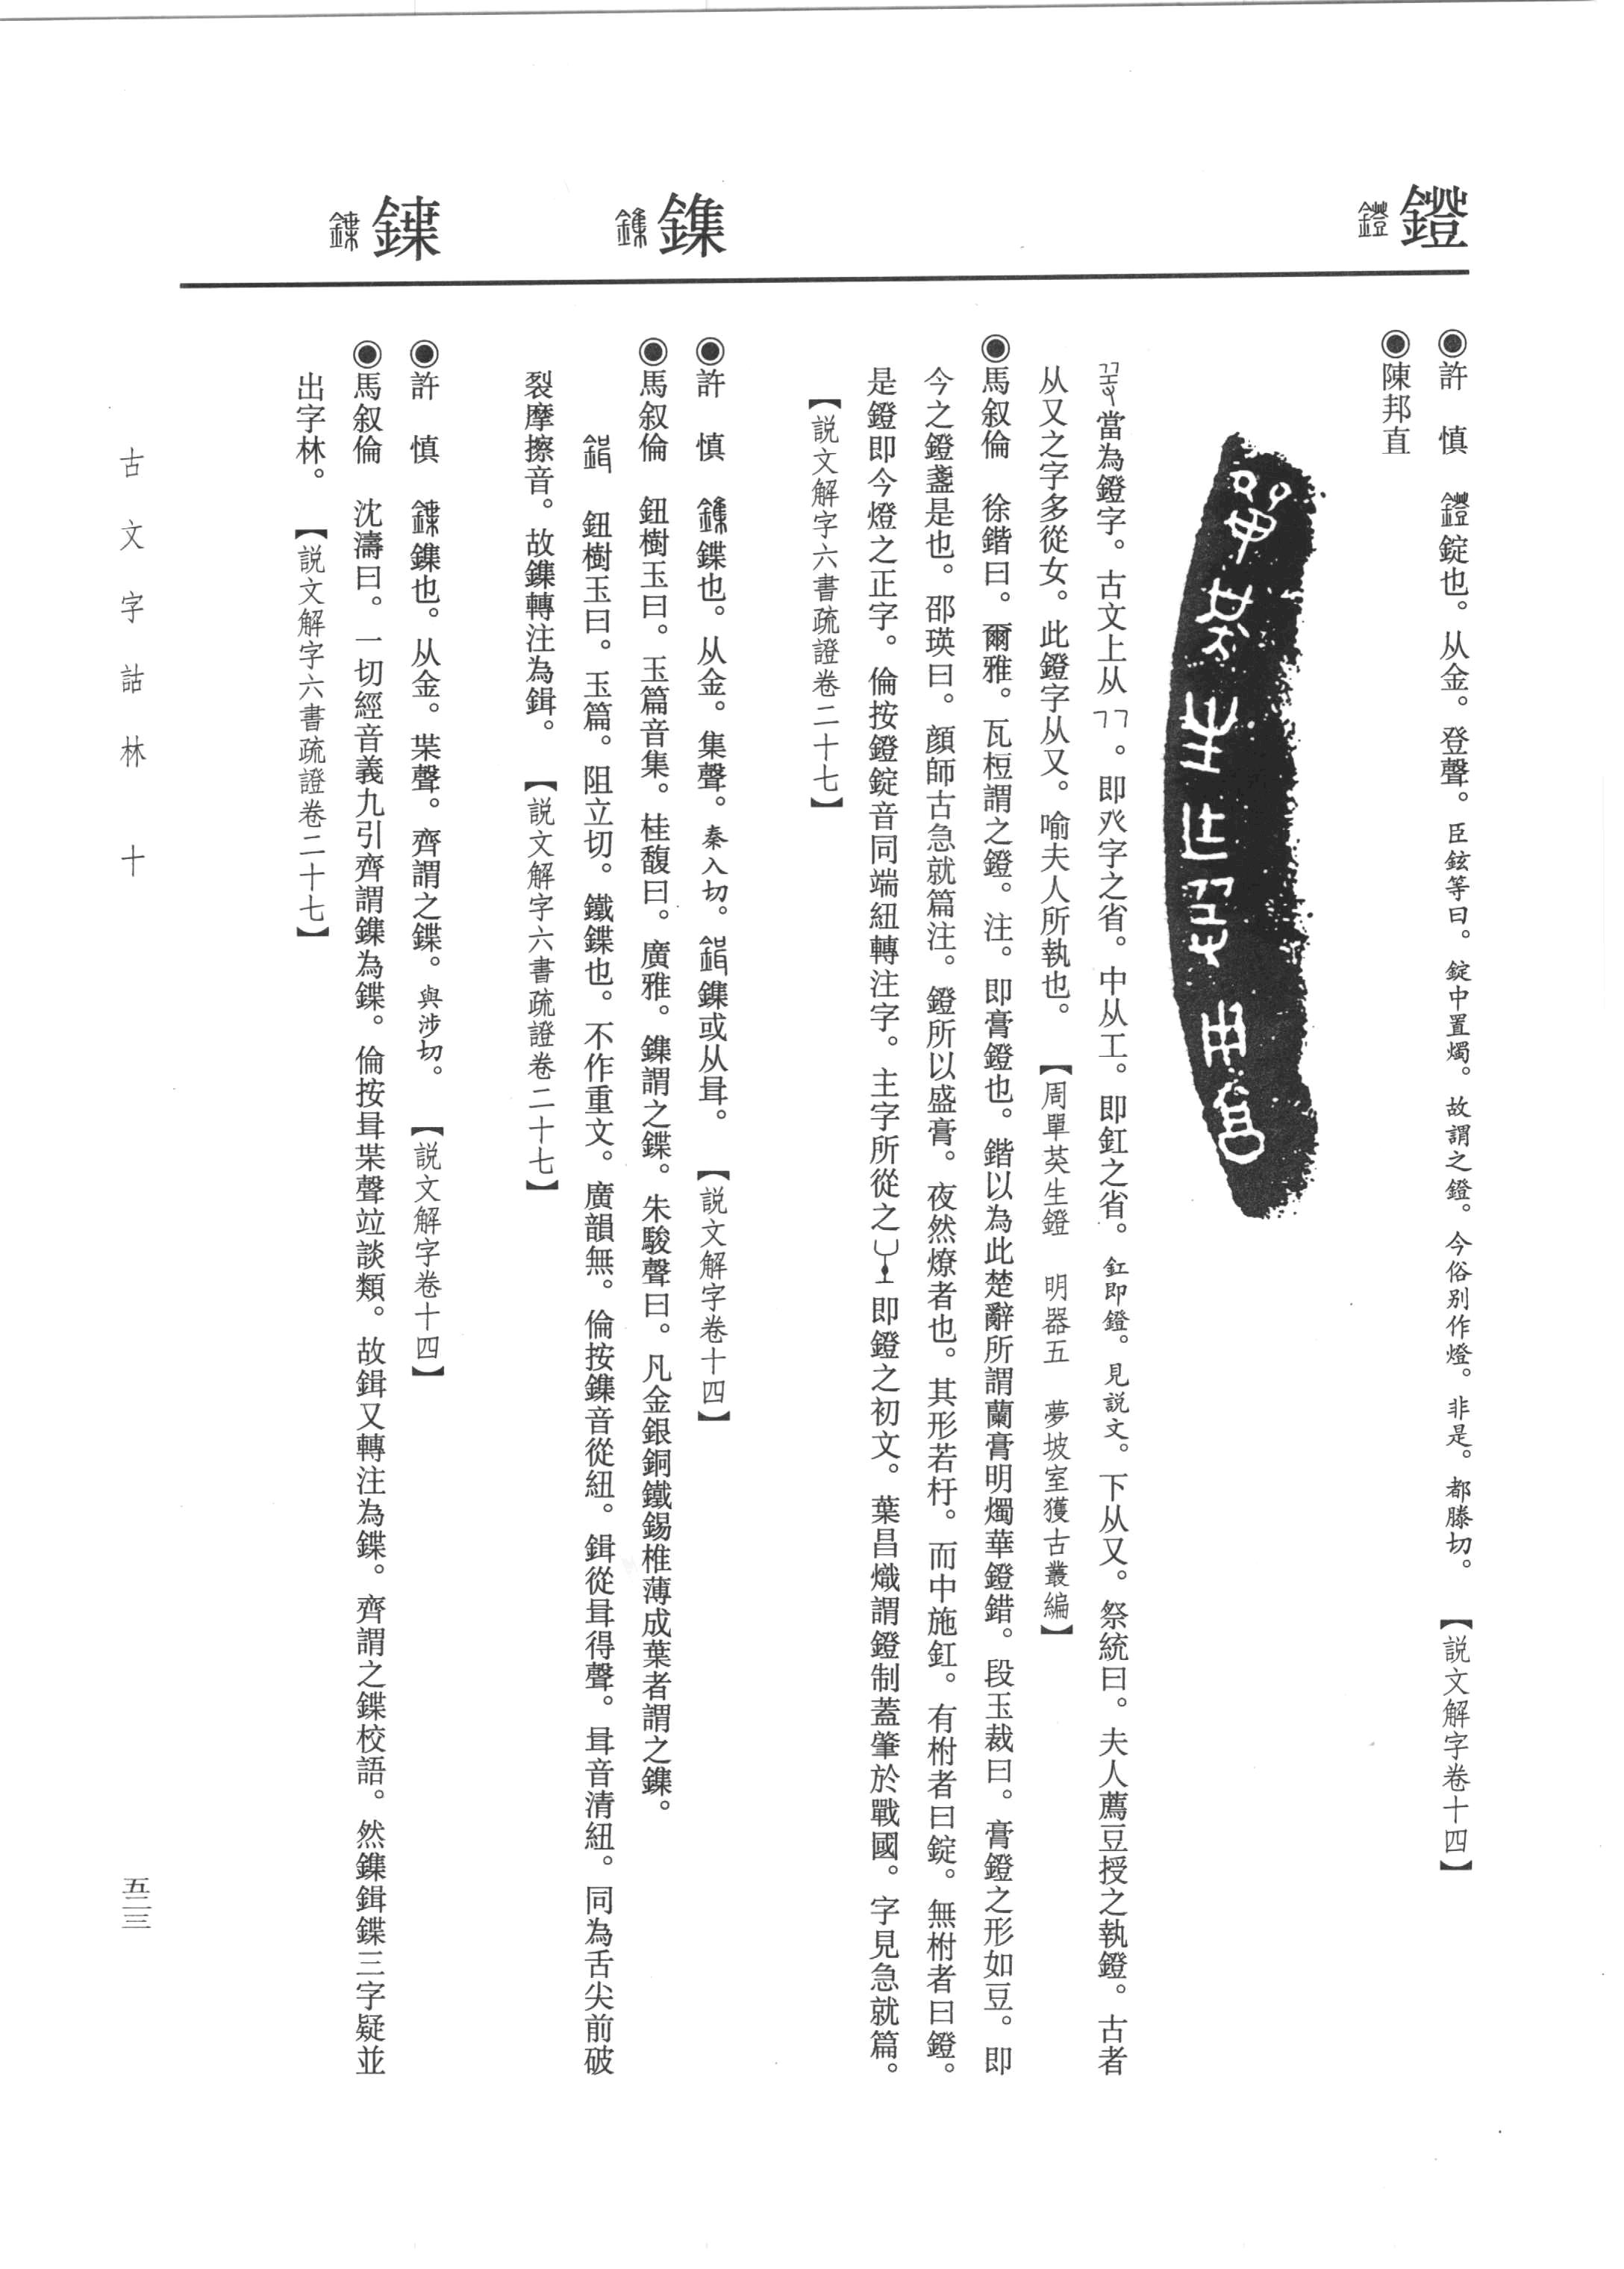 鐙
●許　慎　鐙錠也。从金。登聲。臣鉉等曰。錠中置燭。故謂之鐙。今俗别作燈。非是。都滕切。【説文解字卷十四】
●陳邦直
當為鐙字。古文上从。即癶字之省。中从工。即釭之省。釭即鐙。見説文。下从又。祭統曰。夫人薦豆授之執鐙。古者
从又之字多從女。此鐙字从又。喻夫人所執也。【周單英生鐙　明器五　夢坡室獲古叢編】
●馬叙倫　徐鍇曰。爾雅。瓦桓謂之鐙。注。即膏鐙也。鍇以為此楚辭所謂蘭膏明燭華鐙錯。段玉裁曰。膏鐙之形如豆。即
今之鐙盞是也。邵瑛曰。顔師古急就篇注。鐙所以盛膏。夜然燎者也。其形若杅。而中施釭。有柎者曰錠。無柎者曰鐙。
是鐙即今燈之正字。倫按鐙錠音同端紐轉注字。主字所從之即鐙之初文。葉昌熾謂鐙制蓋肇於戰國。字見急就篇。
【説文解字六書疏證卷二十七】
鏶
●許　慎　鏶鍱也。从金。集聲。秦入切。鏶或从咠。【説文解字卷十四】
●馬叙倫　鈕樹玉曰。玉篇音集。桂馥曰。廣雅。鏶謂之鍱。朱駿聲曰。凡金銀銅鐵錫椎薄成葉者謂之鏶。
鍓　鈕樹玉曰。玉篇。阻立切。鐵鍱也。不作重文。廣韻無。倫按鏶音從紐。鍓從咠得聲。咠音清紐。同為舌尖前破
裂摩擦音。故鏶轉注為鍓。【説文解字六書疏證卷二十七】
鍱
●許　慎　鍱鏶也。从金。枼聲。齊謂之鍱。與涉切。【説文解字卷十四】
●馬叙倫　沈濤曰。一切經音義九引齊謂鏶為鍱。倫按咠枼聲竝談類。故鍓又轉注為鍱。齊謂之鍱校語。然鏶鍓鍱三字疑並
出字林。【説文解字六書疏證卷二十七】
古文字詁林　十
五二三